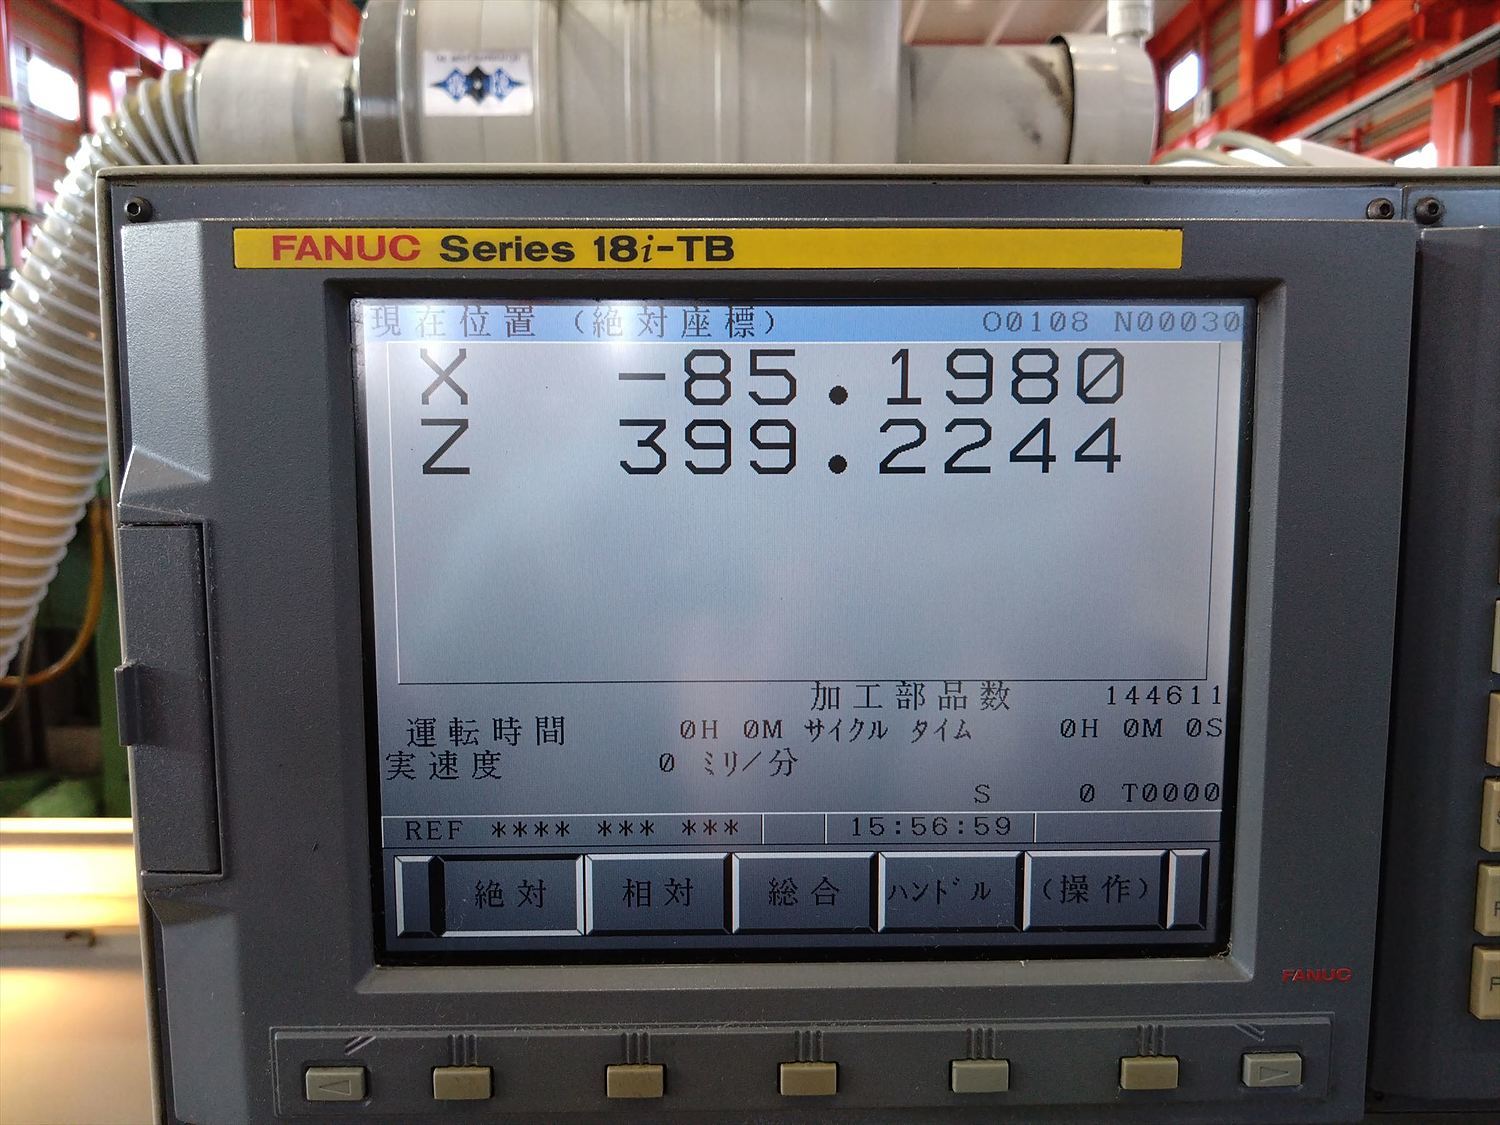 FANUC Series 18i-TB
現在位置 （絶対座標） O0108 N00030
X -85.1980
Z 399.2244
加工部品数 144611
運転時間 0H 0M ｻｲｸﾙ ﾀｲﾑ 0H 0M 0S
実速度 0 ﾐﾘ／分
S 0 T0000
REF **** *** *** 15:56:59
絶対 相対 総合 ﾊﾝﾄﾞﾙ （操作）
FANUC